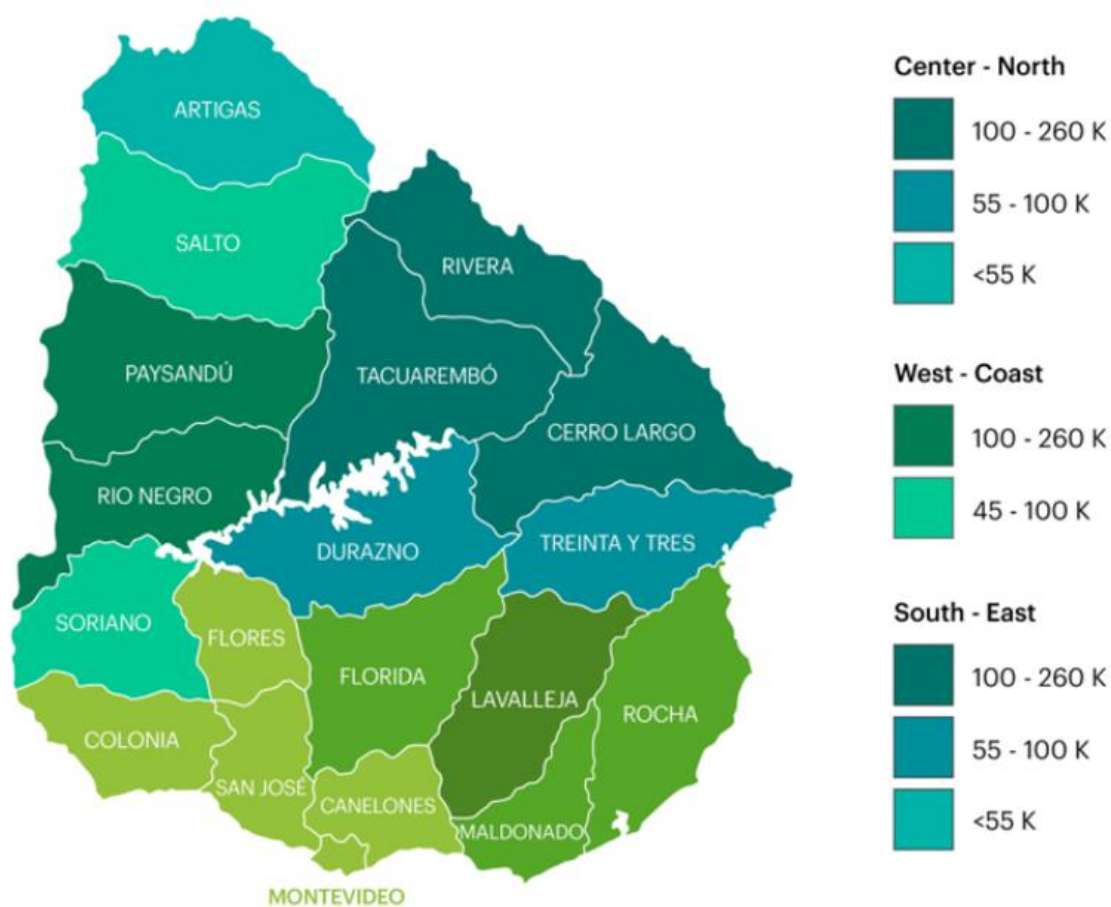 ARTIGAS
SALTO
RIVERA
PAYSANDÚ
TACUAREMBÓ
CERRO LARGO
RIO NEGRO
DURAZNO
TREINTA Y TRES
SORIANO
FLORES
FLORIDA
LAVALLEJA
ROCHA
COLONIA
SAN JOSÉ
CANELONES
MALDONADO
MONTEVIDEO
Center - North
100 - 260 K
55 - 100 K
<55 K
West - Coast
100 - 260 K
45 - 100 K
South - East
100 - 260 K
55 - 100 K
<55 K